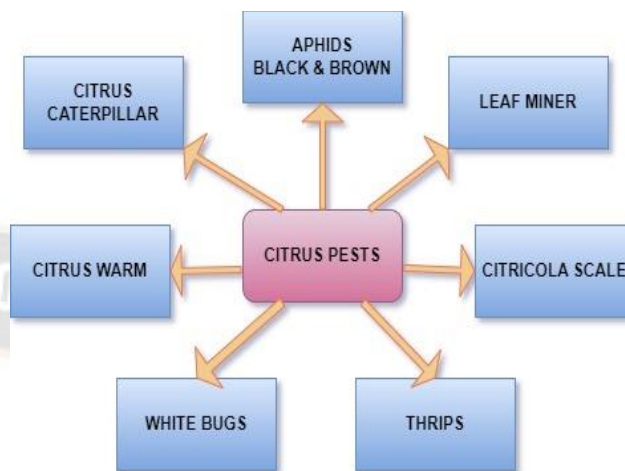 APHIDS
BLACK & BROWN
CITRUS
CATERPILLAR
LEAF MINER
CITRUS PESTS
CITRUS WARM
CITRICOLA SCALE
WHITE BUGS
THRIPS